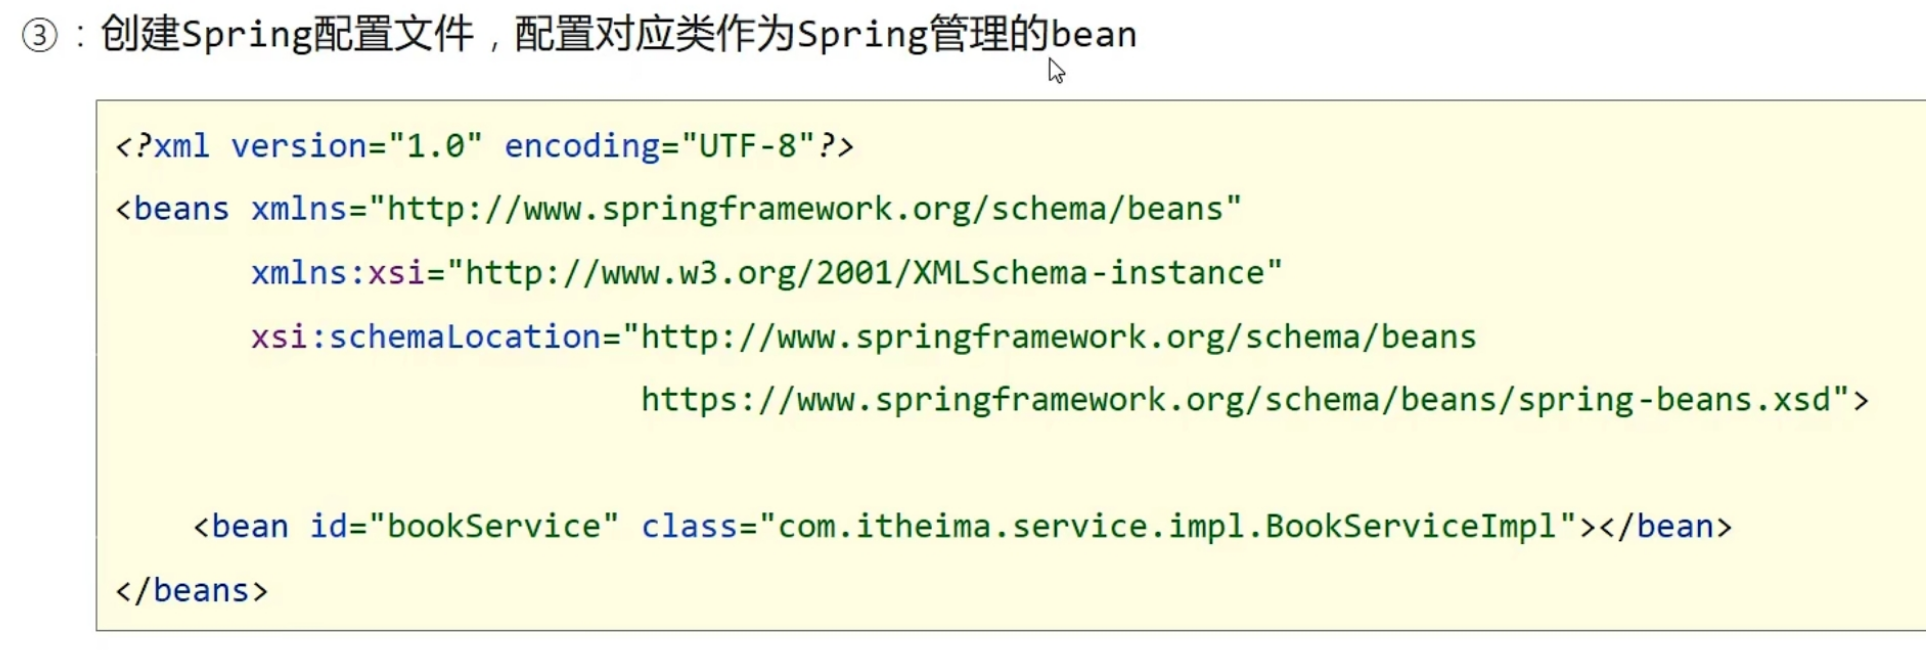 ③：创建Spring配置文件，配置对应类作为Spring管理的bean
<?xml version="1.0" encoding="UTF-8"?>
<beans xmlns="http://www.springframework.org/schema/beans"
xmlns:xsi="http://www.w3.org/2001/XMLSchema-instance"
xsi:schemaLocation="http://www.springframework.org/schema/beans
https://www.springframework.org/schema/beans/spring-beans.xsd">
<bean id="bookService" class="com.itheima.service.impl.BookServiceImpl"></bean>
</beans>